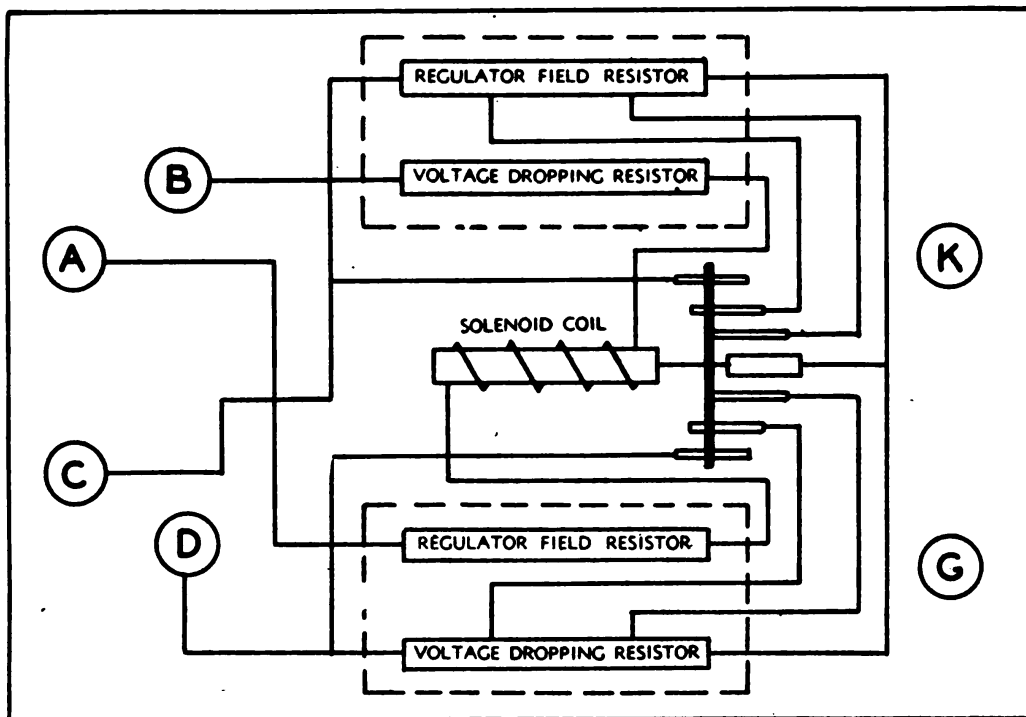 REGULATOR FIELD RESISTOR
B
VOLTAGE DROPPING RESISTOR
A
K
SOLENOID COIL
C
D
REGULATOR FIELD RESISTOR
G
VOLTAGE DROPPING RESISTOR